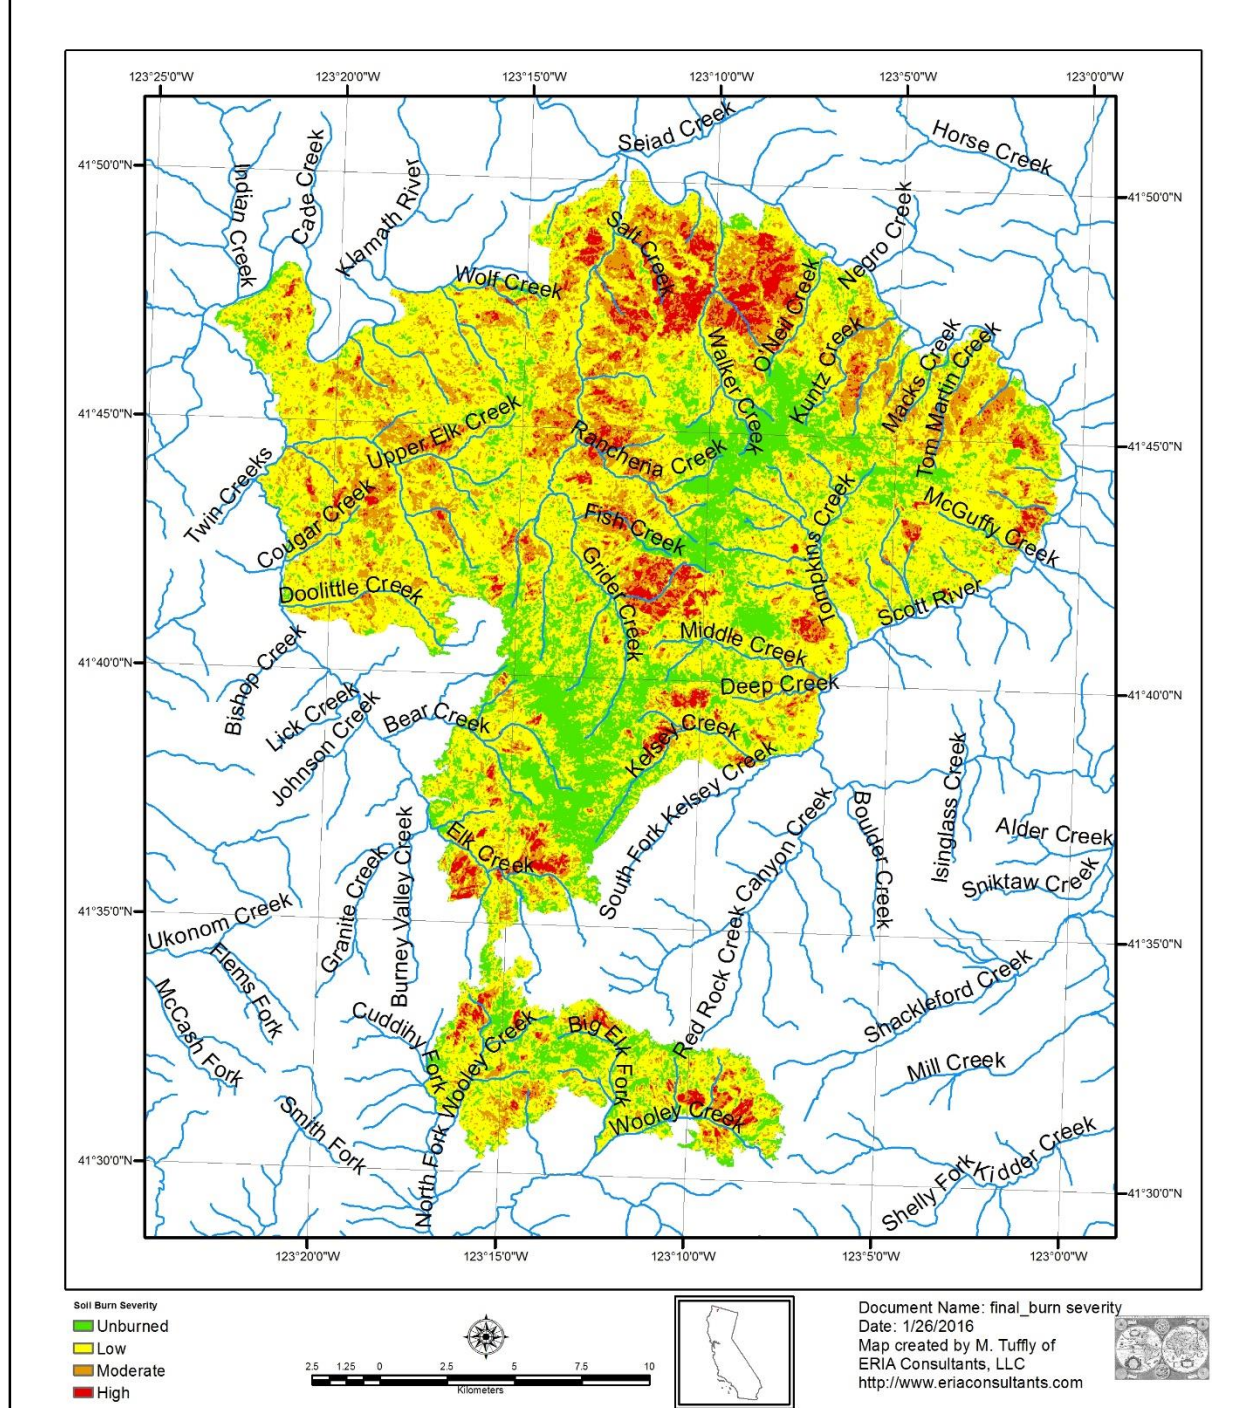 123°25'0"W 123°20'0"W 123°15'0"W 123°10'0"W 123°5'0"W 123°0'0"W
Seiad Creek
Horse Creek
41°50'0"N
41°50'0"N
Indian Creek
Cade Creek
Klamath River
Salt Creek
Negro Creek
Wolf Creek
O'Neil Creek
Walker Creek
Kuntz Creek
Macks Creek
Tom Martin Creek
41°45'0"N
41°45'0"N
Upper Elk Creek
Rancheria Creek
Twin Creeks
Cougar Creek
Fish Creek
Tompkins Creek
McGuffy Creek
Doolittle Creek
Grider Creek
Scott River
41°40'0"N
41°40'0"N
Middle Creek
Deep Creek
Bishop Creek
Lick Creek
Johnson Creek
Bear Creek
Kelsey Creek
South Fork Kelsey Creek
Elk Creek
Granite Creek
Burney Valley Creek
Canyon Creek
Boulder Creek
Isinglass Creek
Alder Creek
Sniktaw Creek
41°35'0"N
41°35'0"N
Ukonom Creek
Flems Fork
McCash Fork
Cuddihy Fork
Red Rock Creek
Shackleford Creek
Big Elk Fork
Mill Creek
Wooley Creek
Smith Fork
North Fork Wooley Creek
Kidder Creek
Shelly Fork
41°30'0"N
41°30'0"N
123°20'0"W 123°15'0"W 123°10'0"W 123°5'0"W 123°0'0"W
Soil Burn Severity
Unburned
Low
Moderate
High
2.5 1.25 0 2.5 5 7.5 10
Kilometers
Document Name: final_burn severity
Date: 1/26/2016
Map created by M. Tuffly of
ERIA Consultants, LLC
http://www.eriaconsultants.com